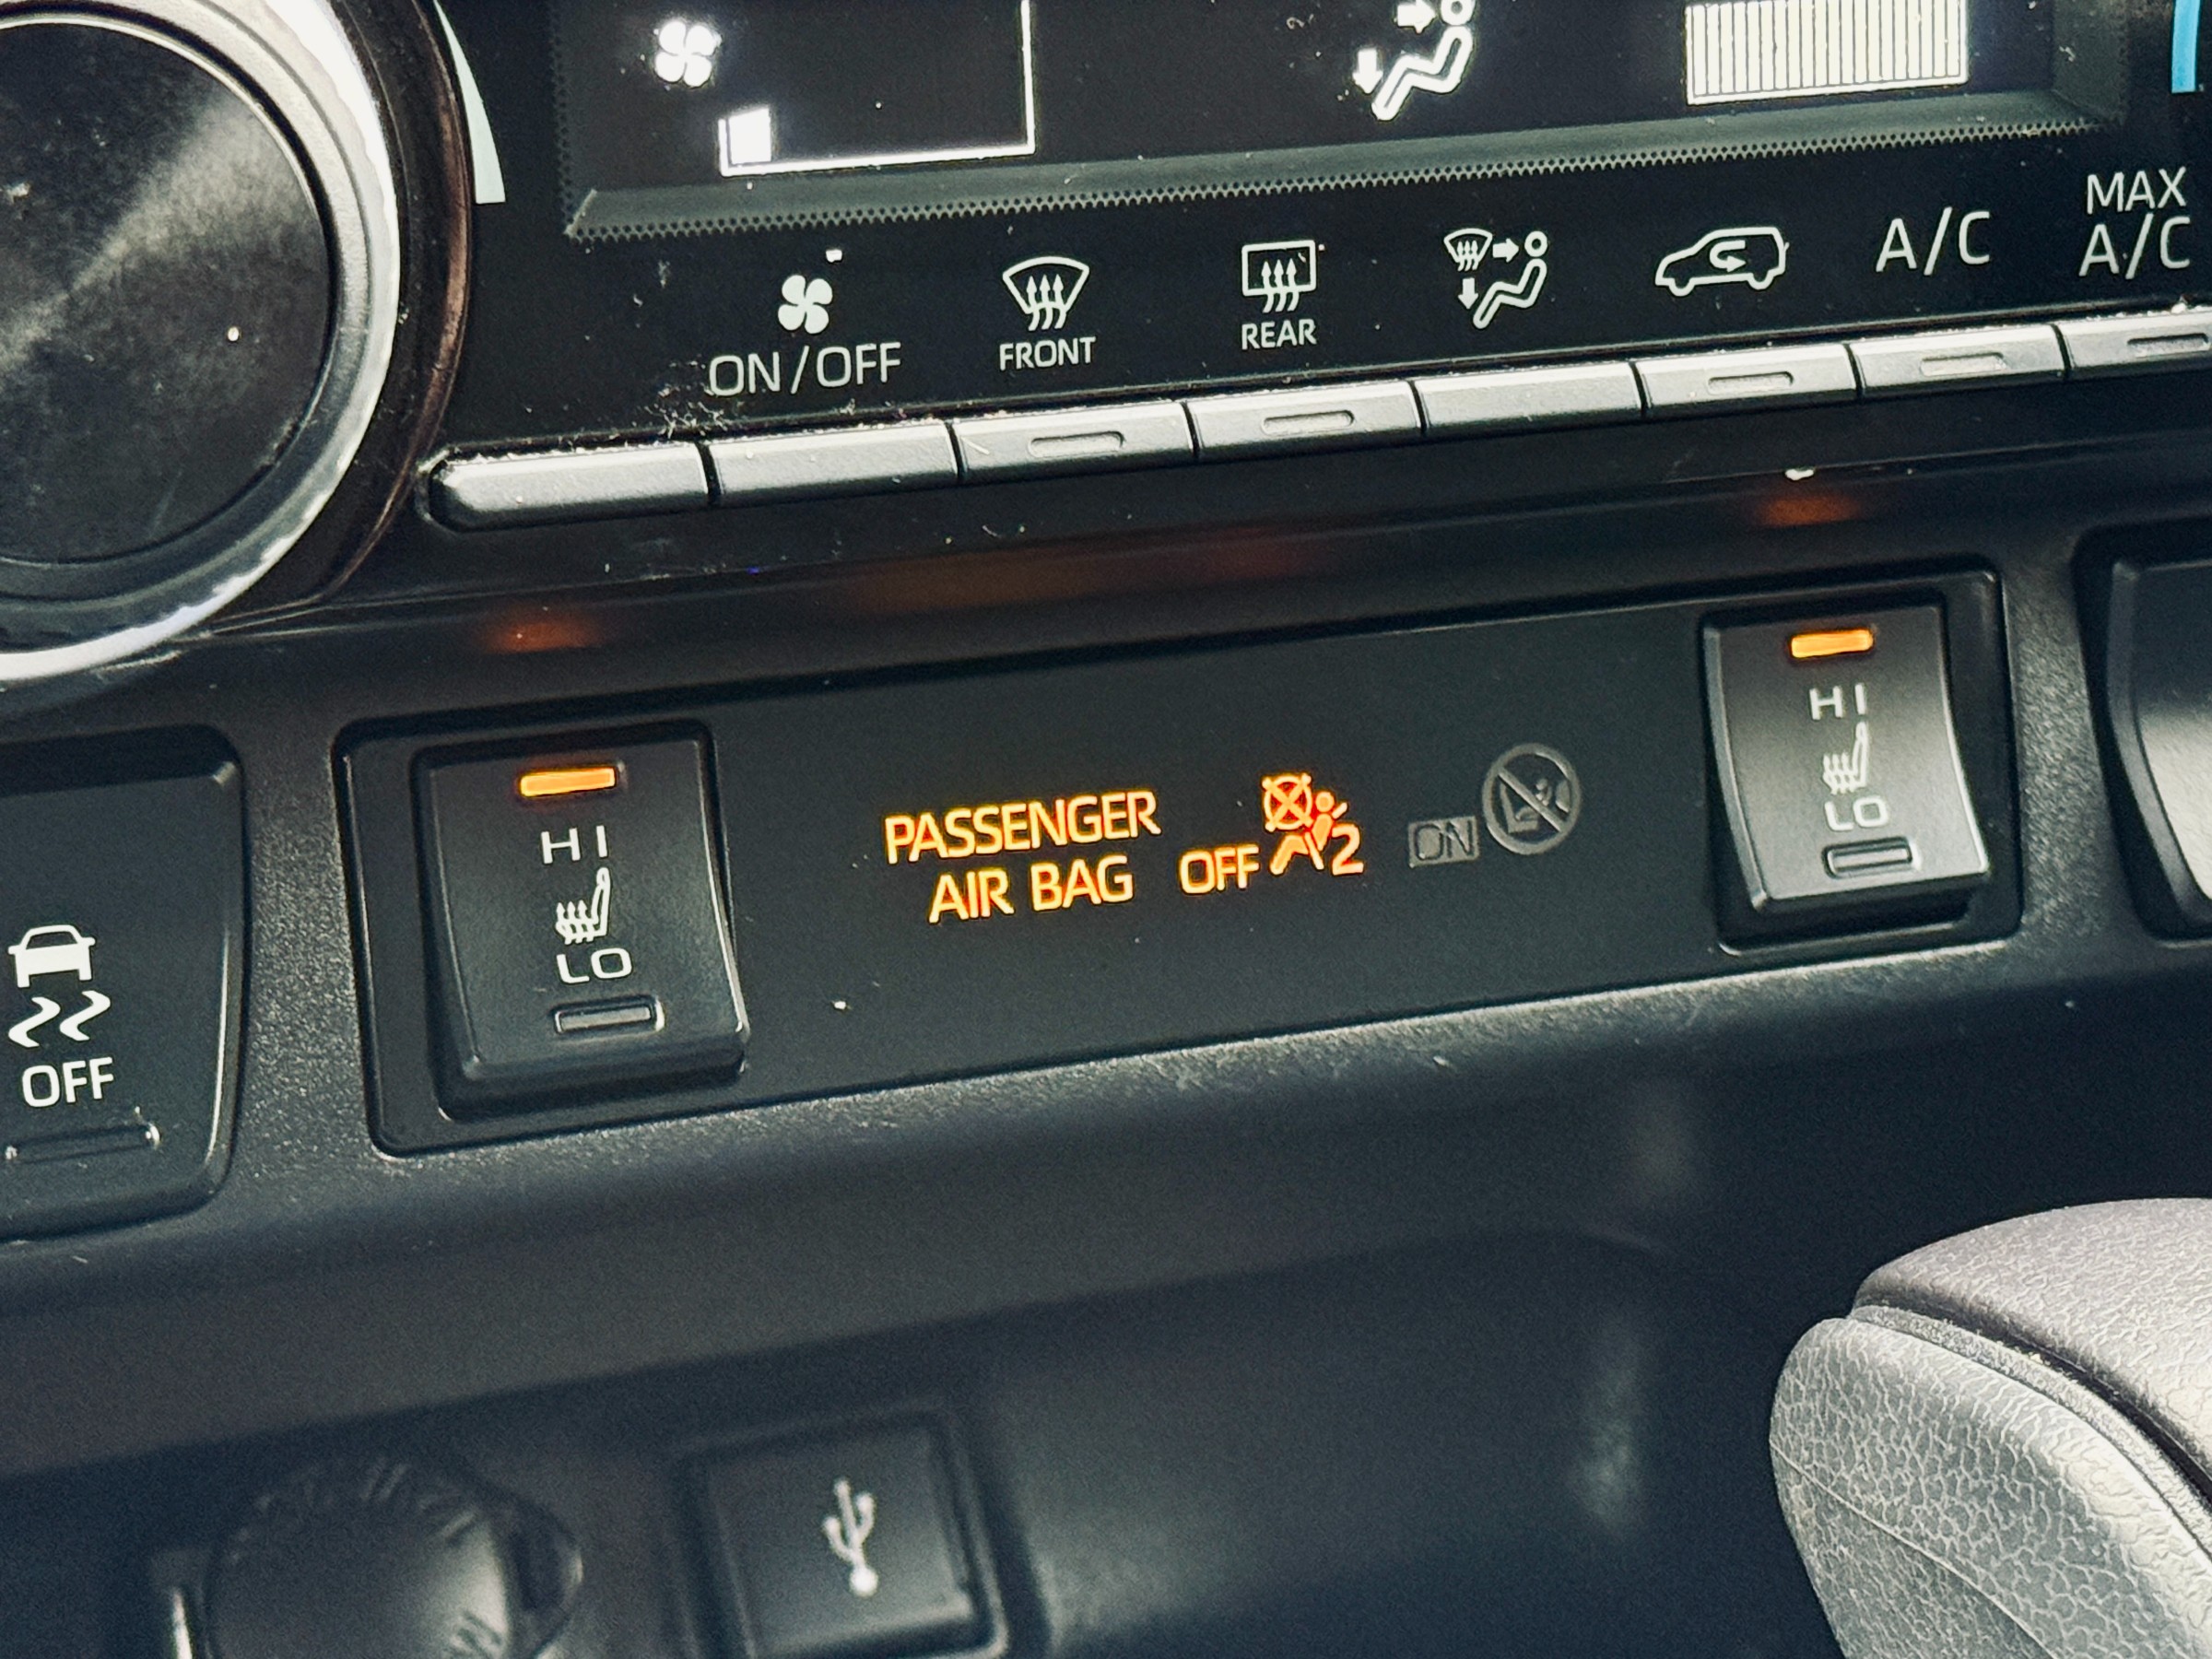 ON/OFF
FRONT
REAR
A/C
MAX
A/C
HI
LO
PASSENGER
AIR BAG OFF 2
ON
HI
LO
OFF